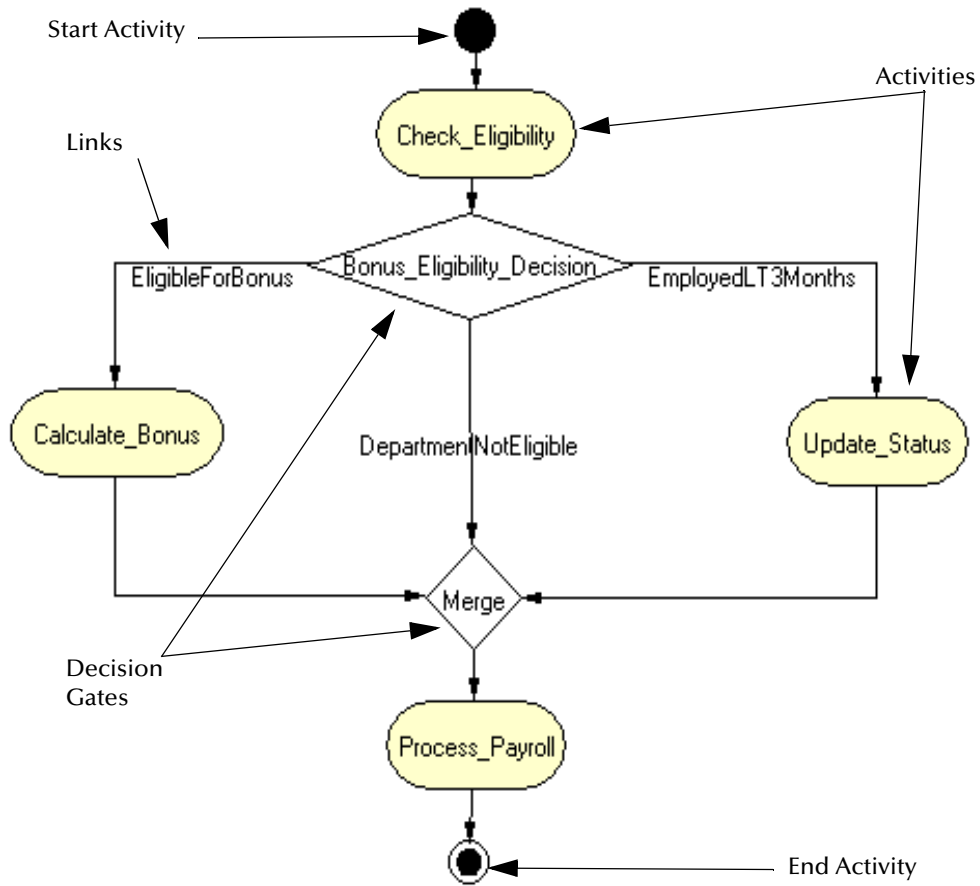 Start Activity
Activities
Check_Eligibility
Links
Bonus_Eligibility_Decision
EligibleForBonus
EmployedLT3Months
Calculate_Bonus
DepartmentNotEligible
Update_Status
Merge
Decision
Gates
Process_Payroll
End Activity